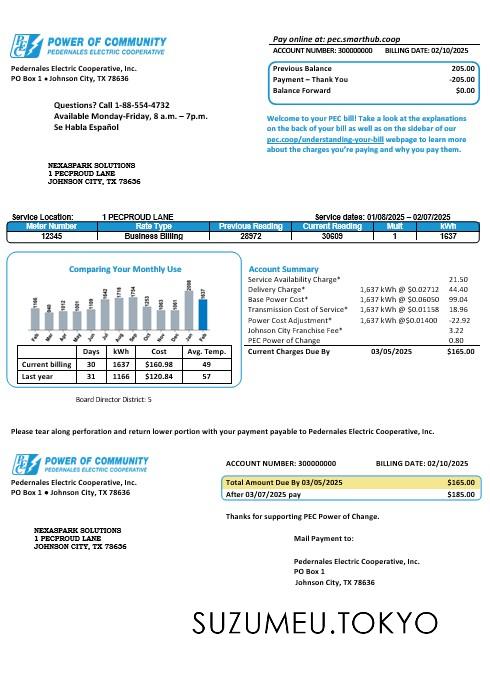 PEC POWER OF COMMUNITY
PEDERNALES ELECTRIC COOPERATIVE
Pedernales Electric Cooperative, Inc.
PO Box 1 ● Johnson City, TX 78636
Pay online at: pec.smarthub.coop
ACCOUNT NUMBER: 300000000 BILLING DATE: 02/10/2025
Previous Balance 205.00
Payment – Thank You -205.00
Balance Forward $0.00
Questions? Call 1-88-554-4732
Available Monday-Friday, 8 a.m. – 7p.m.
Se Habla Español
Welcome to your PEC bill! Take a look at the explanations
on the back of your bill as well as on the sidebar of our
pec.coop/understanding-your-bill webpage to learn more
about the charges you're paying and why you pay them.
NEXASPARK SOLUTIONS
1 PECPROUD LANE
JOHNSON CITY, TX 78636
Service Location: 1 PECPROUD LANE Service dates: 01/08/2025 – 02/07/2025
Meter Number Rate Type Previous Reading Current Reading Mult kWh
12345 Business Billing 28972 30609 1 1637
Comparing Your Monthly Use
1166 940 1012 1001 1109 1642 1716 1754 1253 1063 1061 2098 1637
Feb Mar Apr May Jun Jul Aug Sep Oct Nov Dec Jan Feb
Days kWh Cost Avg. Temp.
Current billing 30 1637 $160.98 49
Last year 31 1166 $120.84 57
Account Summary
Service Availability Charge* 21.50
Delivery Charge* 1,637 kWh @ $0.02712 44.40
Base Power Cost* 1,637 kWh @ $0.06050 99.04
Transmission Cost of Service* 1,637 kWh @ $0.01158 18.96
Power Cost Adjustment* 1,637 kWh @$0.01400 -22.92
Johnson City Franchise Fee* 3.22
PEC Power of Change 0.80
Current Charges Due By 03/05/2025 $165.00
Board Director District: 5
Please tear along perforation and return lower portion with your payment payable to Pedernales Electric Cooperative, Inc.
PEC POWER OF COMMUNITY
PEDERNALES ELECTRIC COOPERATIVE
Pedernales Electric Cooperative, Inc.
PO Box 1 ● Johnson City, TX 78636
ACCOUNT NUMBER: 300000000 BILLING DATE: 02/10/2025
Total Amount Due By 03/05/2025 $165.00
After 03/07/2025 pay $185.00
Thanks for supporting PEC Power of Change.
NEXASPARK SOLUTIONS
1 PECPROUD LANE
JOHNSON CITY, TX 78636
Mail Payment to:
Pedernales Electric Cooperative, Inc.
PO Box 1
Johnson City, TX 78636
SUZUMEU.TOKYO